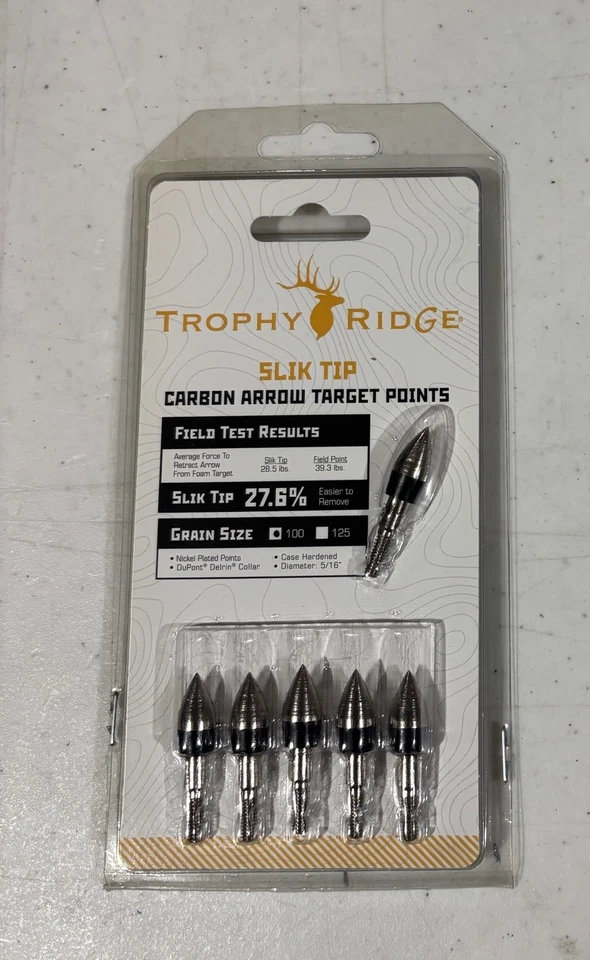 TROPHY RIDGE®
SLIK TIP
CARBON ARROW TARGET POINTS
FIELD TEST RESULTS
Average Force To
Retract Arrow
From Foam Target
Slik Tip
28.5 lbs.
Field Point
39.3 lbs.
SLIK TIP 27.6% Easier to
Remove
GRAIN SIZE 100 125
• Nickel Plated Points
• DuPont® Delrin® Collar
• Case Hardened
• Diameter: 5/16"